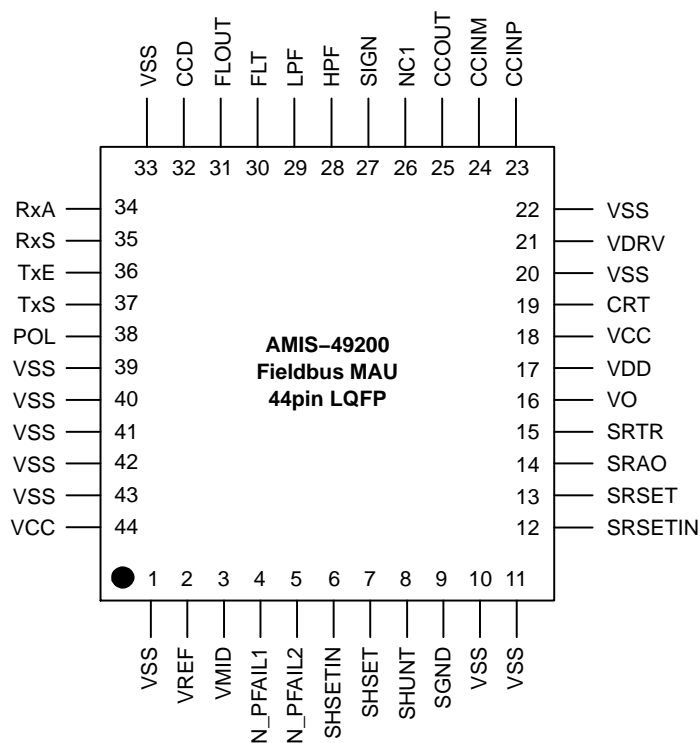 VSS CCD FLOUT FLT LPF HPF SIGN NC1 CCOUT CCINM CCINP
33 32 31 30 29 28 27 26 25 24 23
RxA 34 22 VSS
RxS 35 21 VDRV
TxE 36 20 VSS
TxS 37 19 CRT
POL 38 18 VCC
VSS 39 17 VDD
VSS 40 16 VO
VSS 41 15 SRTR
VSS 42 14 SRAO
VSS 43 13 SRSET
VCC 44 12 SRSETIN
AMIS−49200
Fieldbus MAU
44pin LQFP
1 2 3 4 5 6 7 8 9 10 11
VSS VREF VMID N_PFAIL1 N_PFAIL2 SHSETIN SHSET SHUNT SGND VSS VSS